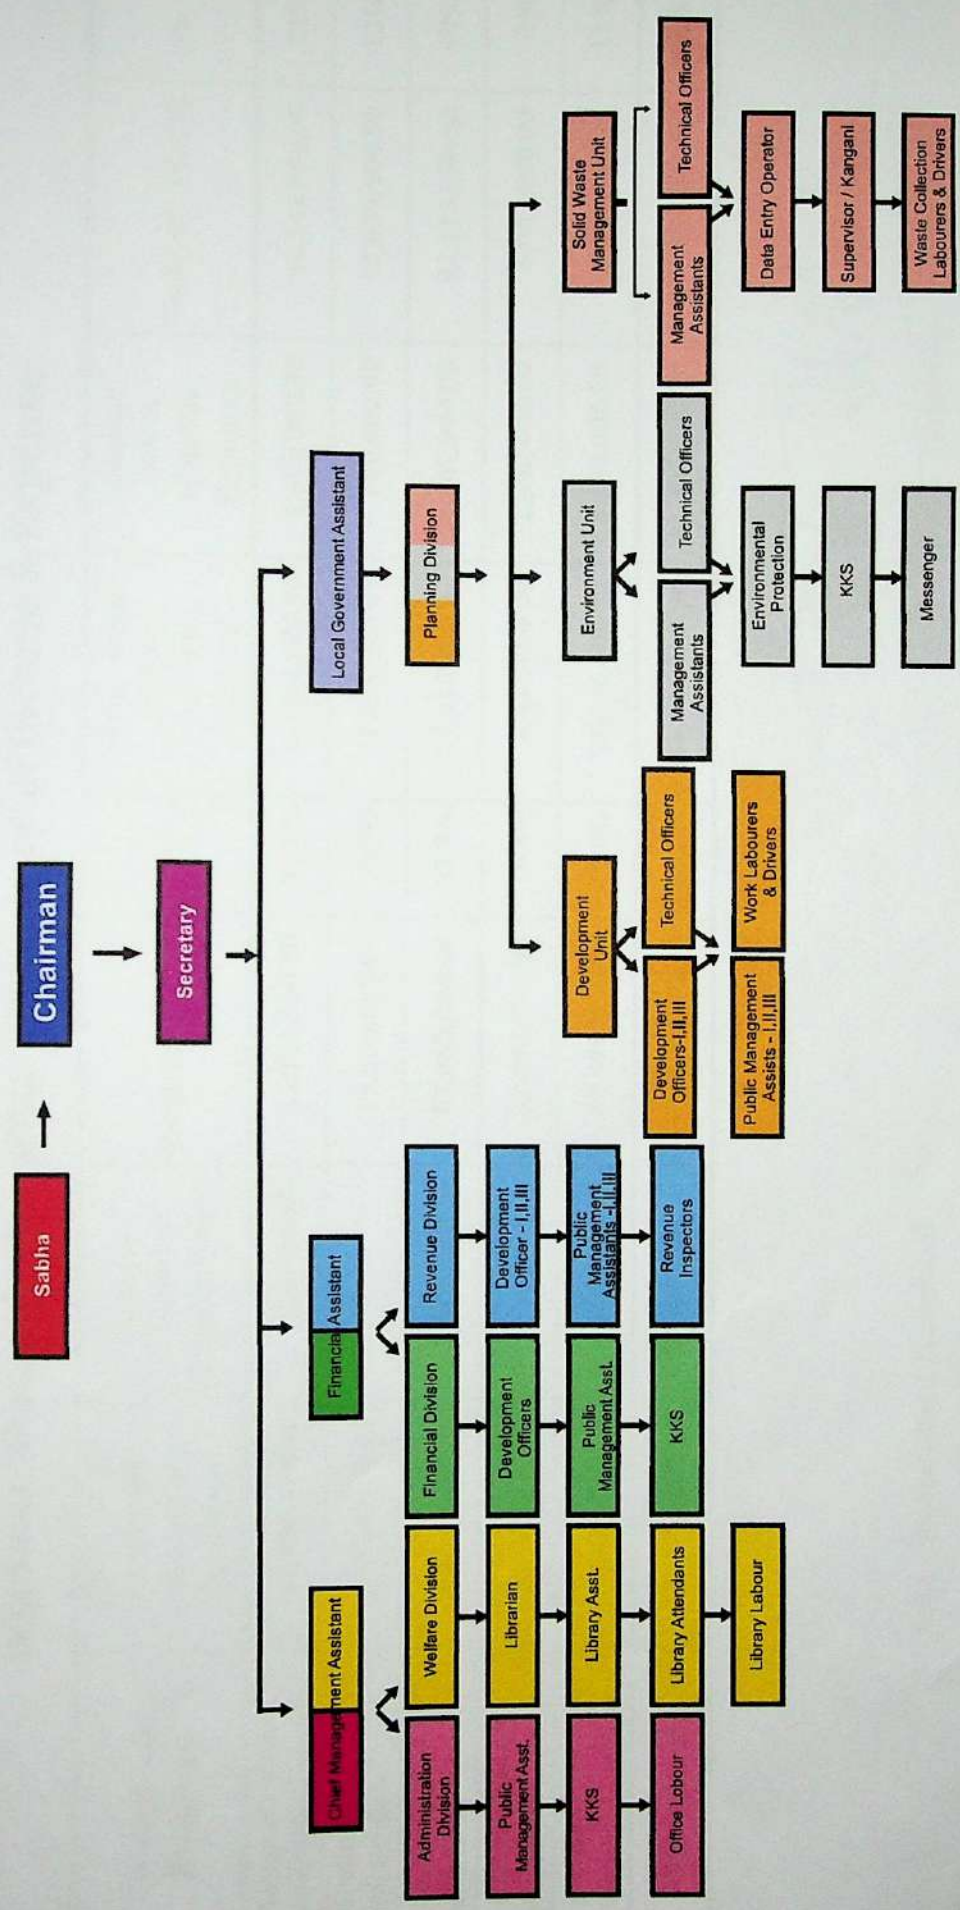 Sabha
Chairman
Secretary
Chief Management Assistant
Financial Assistant
Local Government Assistant
Administration
Division
Welfare Division
Financial Division
Revenue Division
Planning Division
Public
Management Asst.
KKS
Office Lobour
Librarian
Library Asst.
Library Attendants
Library Labour
Development
Officers
Public
Management Asst.
KKS
Development
Officer - I,II,III
Public
Management
Assistants -I,II,III
Revenue
Inspectors
Development
Unit
Development
Officers-I,II,III
Technical Officers
Public Management
Assists - I,II,III
Work Labourers
& Drivers
Environment Unit
Management
Assistants
Technical Officers
Environmental
Protection
KKS
Messenger
Solid Waste
Management Unit
Management
Assistants
Technical Officers
Data Entry Operator
Supervisor / Kangani
Waste Collection
Labourers & Drivers